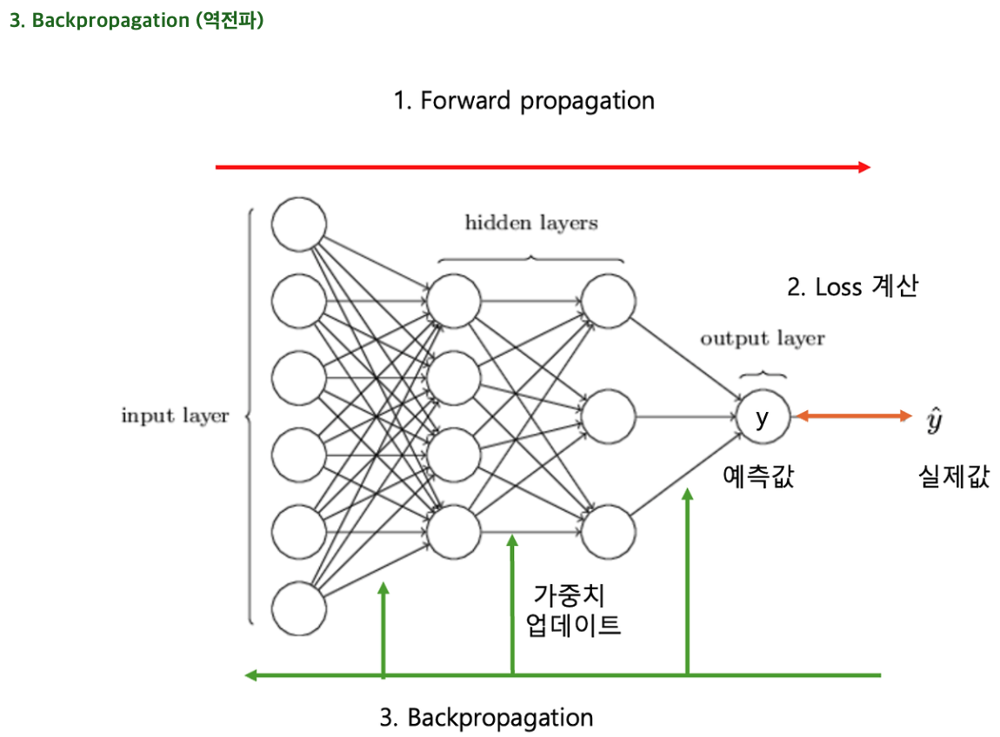 3. Backpropagation (역전파)
1. Forward propagation
hidden layers
2. Loss 계산
output layer
input layer
y
ŷ
예측값
실제값
가중치
업데이트
3. Backpropagation